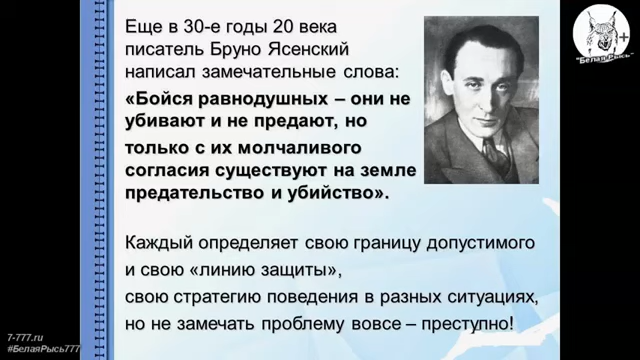 Еще в 30-е годы 20 века
писатель Бруно Ясенский
написал замечательные слова:
«Бойся равнодушных – они не
убивают и не предают, но
только с их молчаливого
согласия существуют на земле
предательство и убийство».
Каждый определяет свою границу допустимого
и свою «линию защиты»,
свою стратегию поведения в разных ситуациях,
но не замечать проблему вовсе – преступно!
+
"Белая Рысь"
7-777.ru
#БелаяРысь777